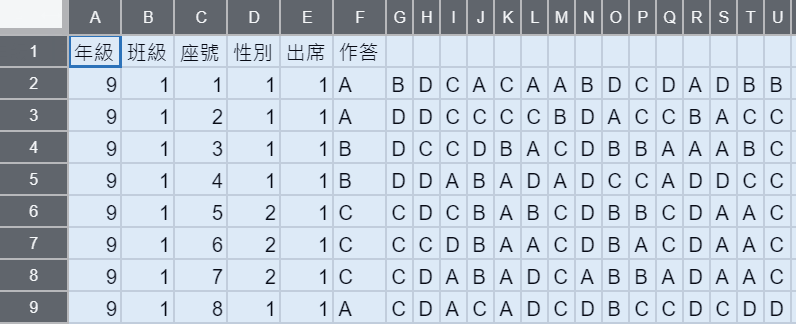 A B C D E F G H I J K L M N O P Q R S T U
1 年級 班級 座號 性別 出席 作答
2 9 1 1 1 1 A B D C A C A A B D C D A D B B
3 9 1 2 1 1 A D D C C C C B D A C C B A C C
4 9 1 3 1 1 B D C C D B A C D B B A A A B C
5 9 1 4 1 1 B D D A B A D A D C C A D D C C
6 9 1 5 2 1 C C D C B A B C D B B C D A A C
7 9 1 6 2 1 C C C D B A A C D B A C D A A C
8 9 1 7 2 1 C C D A B A D C A B B A D A A C
9 9 1 8 1 1 A C D A C A D C D B C C D C D D